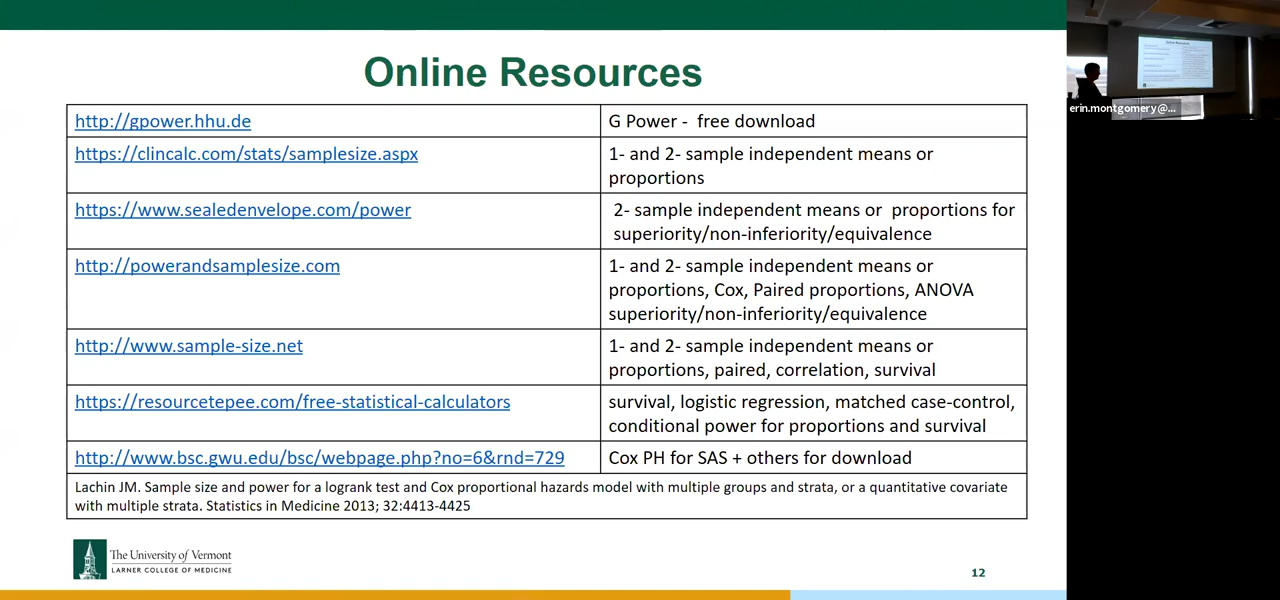 Online Resources
http://gpower.hhu.de
G Power - free download
https://clincalc.com/stats/samplesize.aspx
1- and 2- sample independent means or
proportions
https://www.sealedenvelope.com/power
2- sample independent means or proportions for
superiority/non-inferiority/equivalence
http://powerandsamplesize.com
1- and 2- sample independent means or
proportions, Cox, Paired proportions, ANOVA
superiority/non-inferiority/equivalence
http://www.sample-size.net
1- and 2- sample independent means or
proportions, paired, correlation, survival
https://resourcetepee.com/free-statistical-calculators
survival, logistic regression, matched case-control,
conditional power for proportions and survival
http://www.bsc.gwu.edu/bsc/webpage.php?no=6&rnd=729
Cox PH for SAS + others for download
Lachin JM. Sample size and power for a logrank test and Cox proportional hazards model with multiple groups and strata, or a quantitative covariate
with multiple strata. Statistics in Medicine 2013; 32:4413-4425
The University of Vermont
LARNER COLLEGE OF MEDICINE
12
Online Resources
erin.montgomery@...